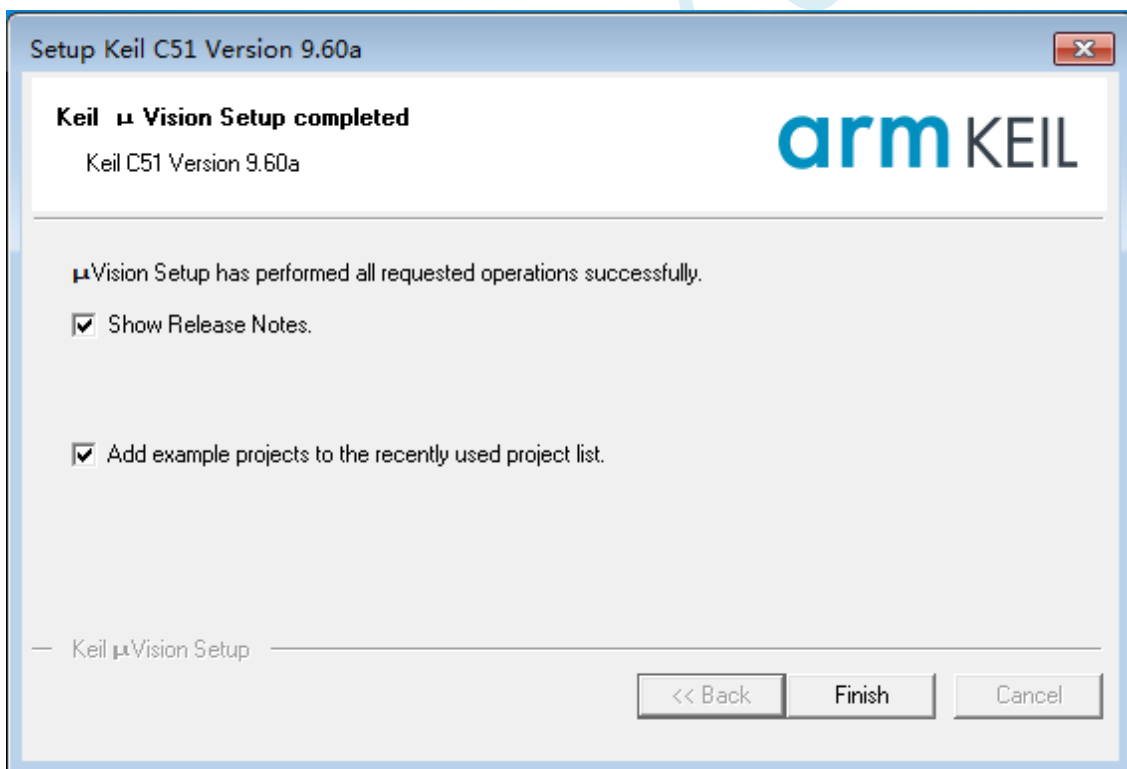 Setup Keil C51 Version 9.60a
Keil μ Vision Setup completed
Keil C51 Version 9.60a
arm KEIL
μVision Setup has performed all requested operations successfully.
Show Release Notes.
Add example projects to the recently used project list.
Keil μVision Setup
<< Back
Finish
Cancel